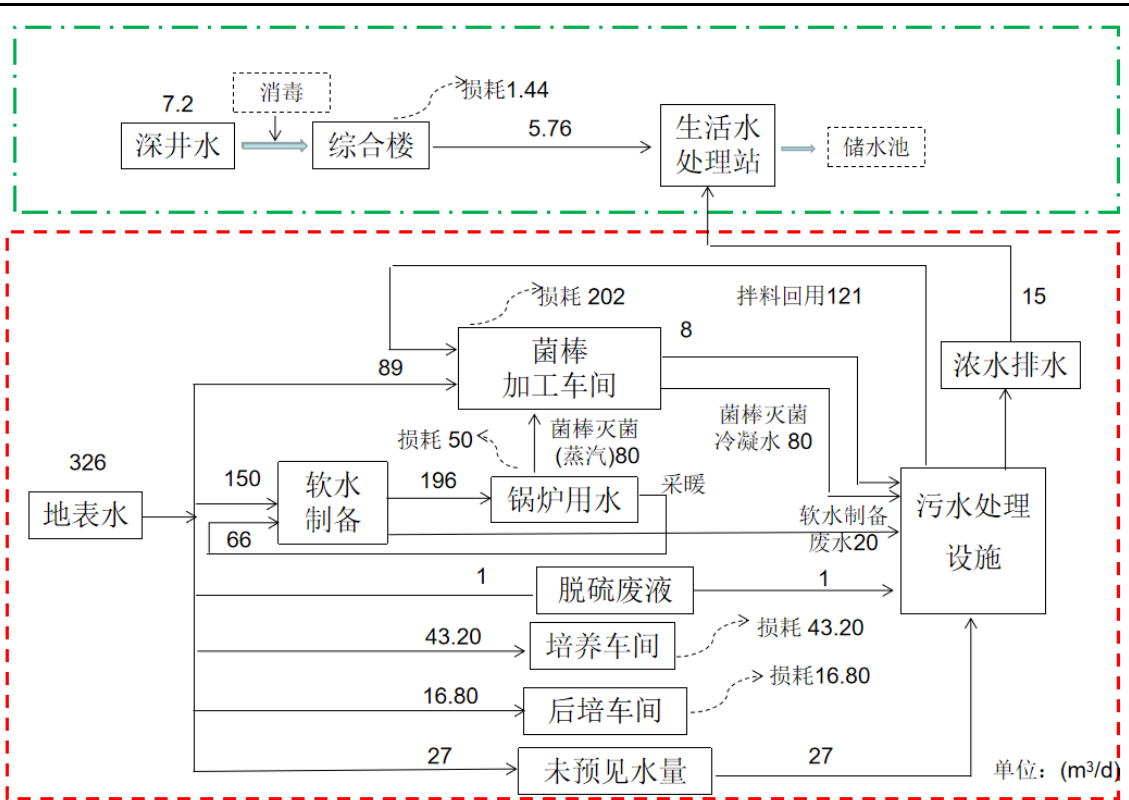 消毒
损耗1.44
7.2
深井水
综合楼
5.76
生活水
处理站
储水池
损耗 202
拌料回用121
15
8
菌棒
加工车间
89
浓水排水
菌棒灭菌
冷凝水 80
损耗 50
菌棒灭菌
(蒸汽)80
326
地表水
150
软水
制备
196
锅炉用水
采暖
污水处理
设施
66
软水制备
废水20
1
脱硫废液
1
43.20
培养车间
损耗 43.20
16.80
后培车间
损耗16.80
27
未预见水量
27
单位：(m³/d)